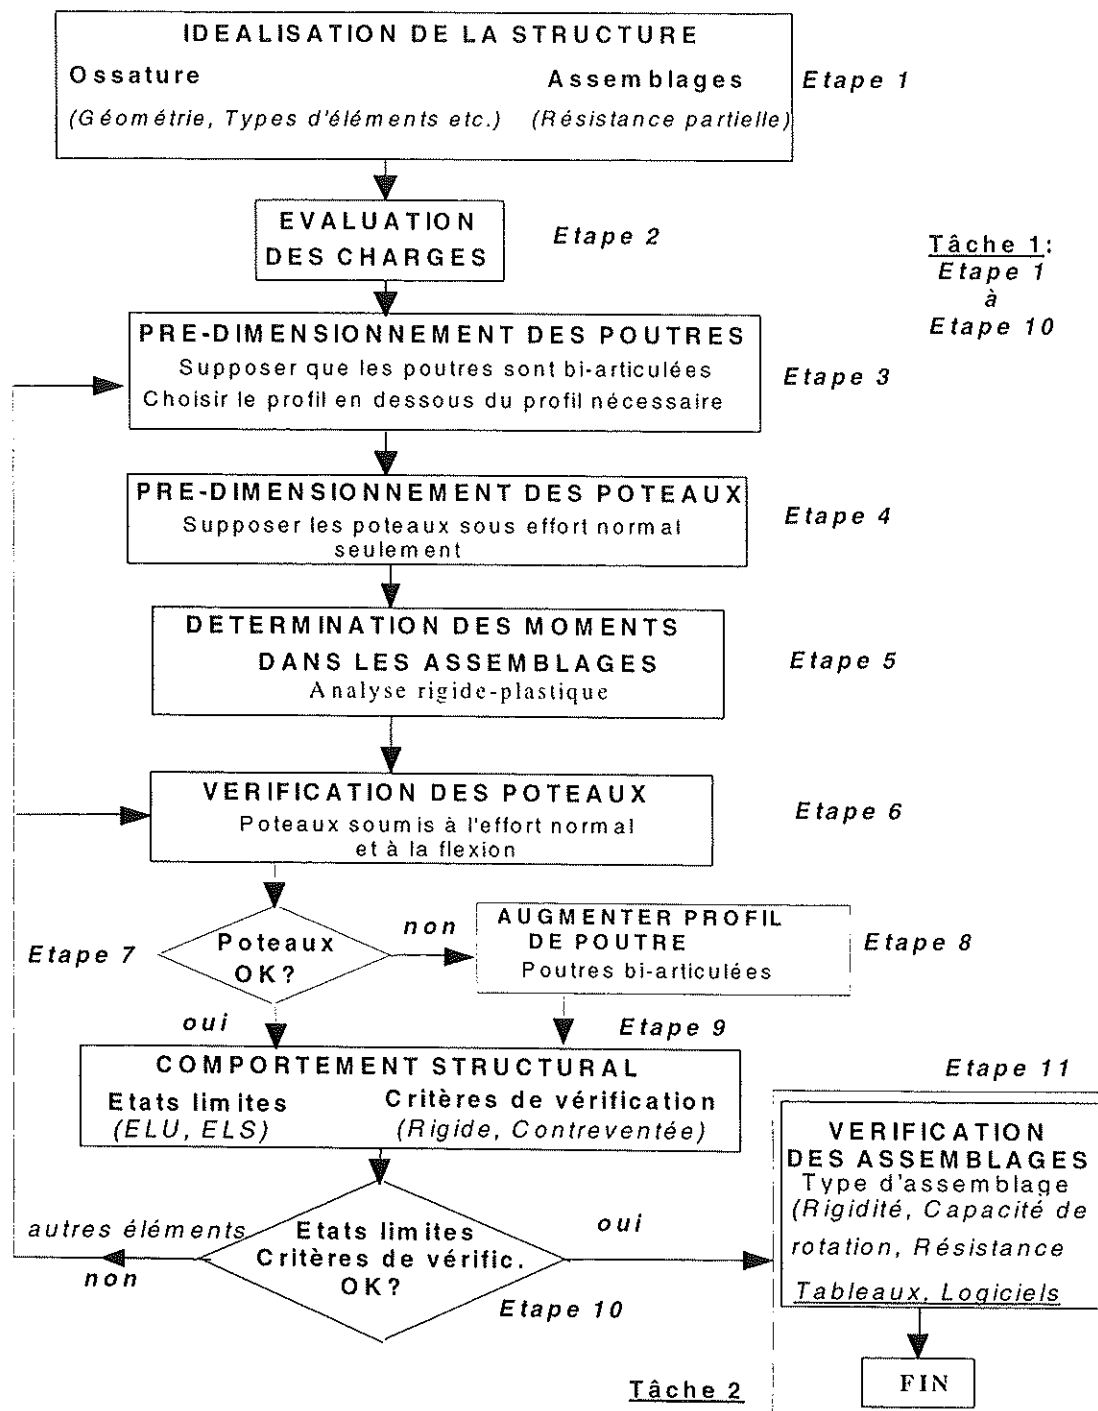 IDEALISATION DE LA STRUCTURE
Ossature Assemblages
(Géométrie, Types d'éléments etc.) (Résistance partielle)
Etape 1
EVALUATION
DES CHARGES
Etape 2
Tâche 1:
Etape 1
à
Etape 10
PRE-DIMENSIONNEMENT DES POUTRES
Supposer que les poutres sont bi-articulées
Choisir le profil en dessous du profil nécessaire
Etape 3
PRE-DIMENSIONNEMENT DES POTEAUX
Supposer les poteaux sous effort normal
seulement
Etape 4
DETERMINATION DES MOMENTS
DANS LES ASSEMBLAGES
Analyse rigide-plastique
Etape 5
VERIFICATION DES POTEAUX
Poteaux soumis à l'effort normal
et à la flexion
Etape 6
Etape 7
Poteaux
OK?
non
oui
AUGMENTER PROFIL
DE POUTRE
Poutres bi-articulées
Etape 8
Etape 9
COMPORTEMENT STRUCTURAL
Etats limites Critères de vérification
(ELU, ELS) (Rigide, Contreventée)
autres éléments
non
Etats limites
Critères de vérific.
OK?
Etape 10
oui
Etape 11
VERIFICATION
DES ASSEMBLAGES
Type d'assemblage
(Rigidité, Capacité de
rotation, Résistance
Tableaux, Logiciels
Tâche 2
FIN